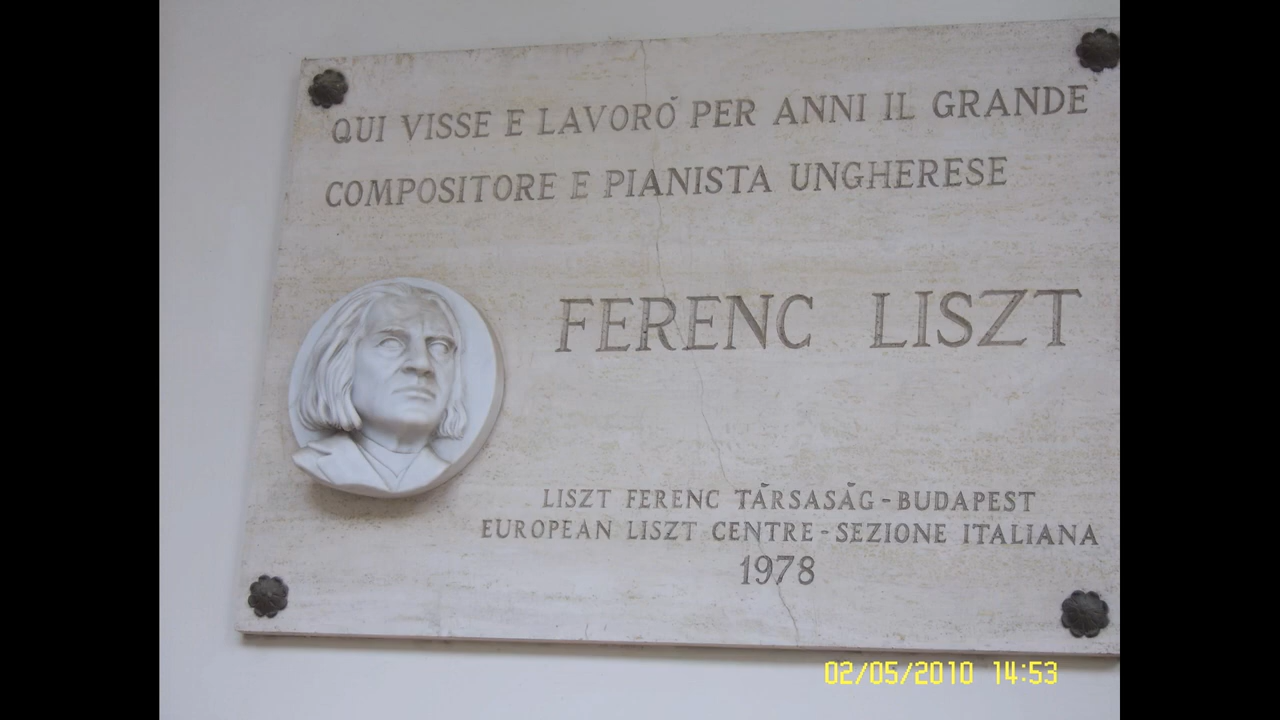 QUI VISSE E LAVORÒ PER ANNI IL GRANDE
COMPOSITORE E PIANISTA UNGHERESE
FERENC LISZT
LISZT FERENC TÁRSASÁG-BUDAPEST
EUROPEAN LISZT CENTRE-SEZIONE ITALIANA
1978
02/05/2010 14:53